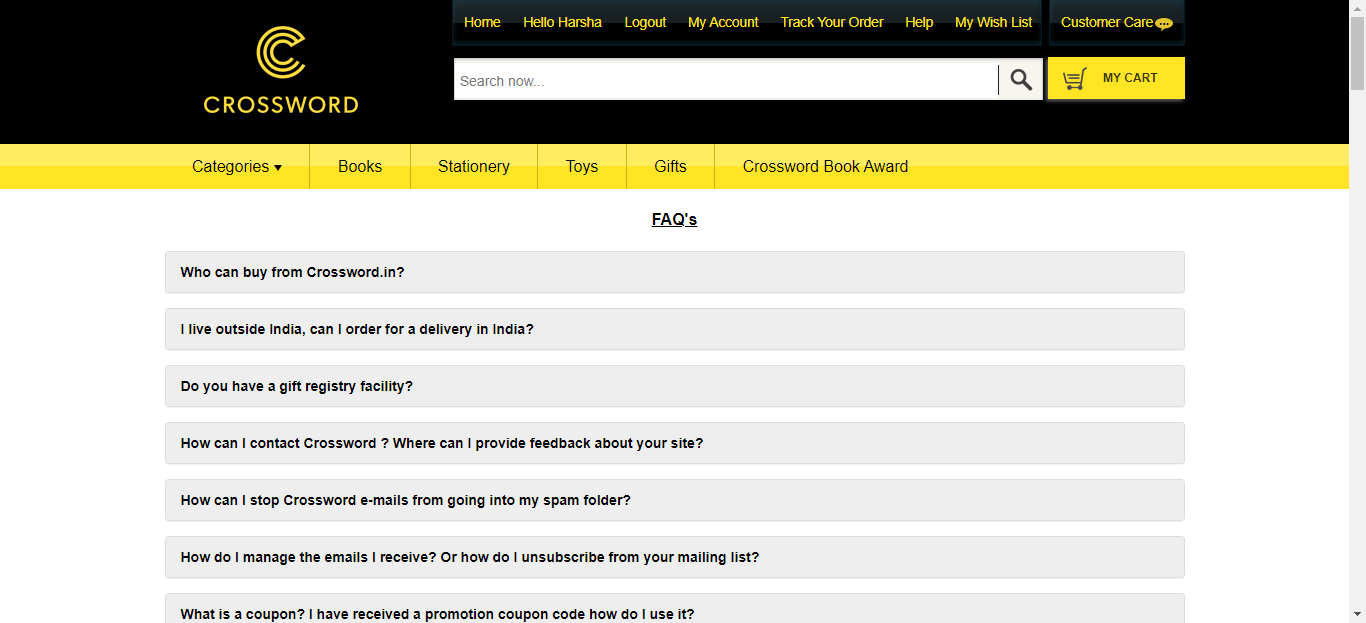 Home Hello Harsha Logout My Account Track Your Order Help My Wish List Customer Care
CROSSWORD
Search now...
MY CART
Categories Books Stationery Toys Gifts Crossword Book Award
FAQ's
Who can buy from Crossword.in?
I live outside India, can I order for a delivery in India?
Do you have a gift registry facility?
How can I contact Crossword ? Where can I provide feedback about your site?
How can I stop Crossword e-mails from going into my spam folder?
How do I manage the emails I receive? Or how do I unsubscribe from your mailing list?
What is a coupon? I have received a promotion coupon code how do I use it?